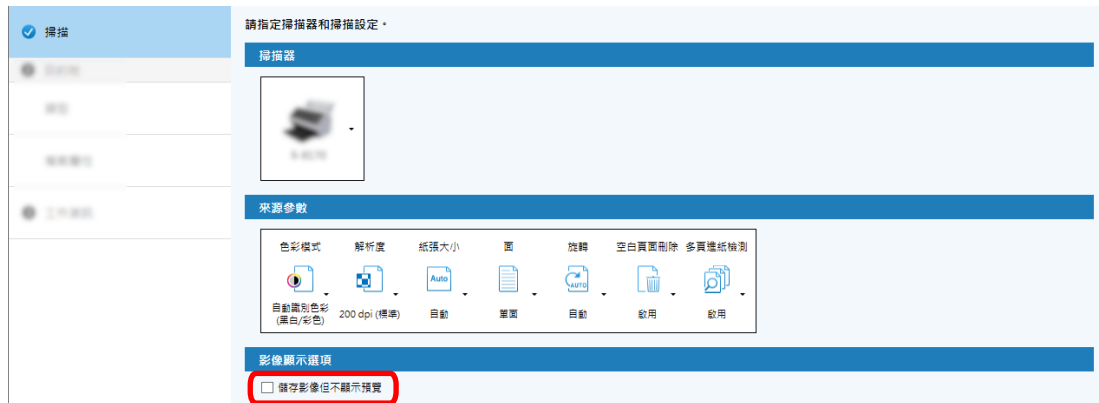 掃描
請指定掃描器和掃描設定。
掃描器
來源參數
色彩模式 解析度 紙張大小 面 旋轉 空白頁面刪除 多頁進紙檢測
Auto AUTO
自動識別色彩 (黑白/彩色) 200 dpi (標準) 自動 單面 自動 啟用 啟用
影像顯示選項
儲存影像但不顯示預覽